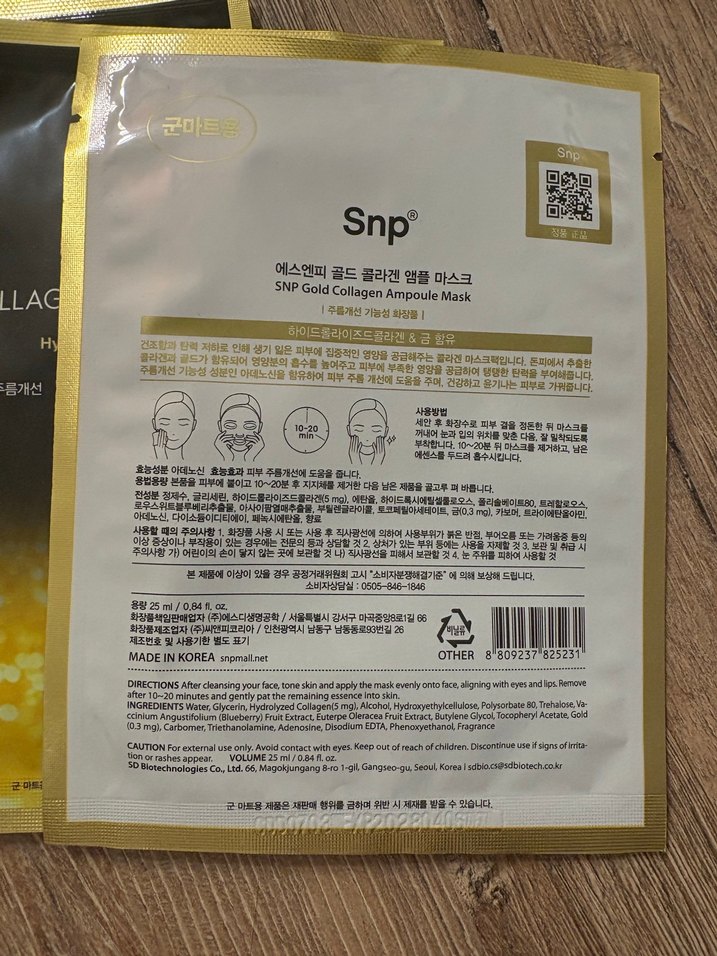 군마트용
Snp
정품 正品
Snp®
에스엔피 골드 콜라겐 앰플 마스크
SNP Gold Collagen Ampoule Mask
| 주름개선 기능성 화장품 |
하이드롤라이즈드콜라겐 & 금 함유
건조함과 탄력 저하로 인해 생기 잃은 피부에 집중적인 영양을 공급해주는 콜라겐 마스크팩입니다. 돈피에서 추출한
콜라겐과 골드가 함유되어 영양분의 흡수를 높여주고 피부에 부족한 영양을 공급하여 탱탱한 탄력을 부여해줍니다.
주름개선 기능성 성분인 아데노신을 함유하여 피부 주름 개선에 도움을 주며, 건강하고 윤기나는 피부로 가꿔줍니다.
10-20
min
사용방법
세안 후 화장수로 피부 결을 정돈한 뒤 마스크를
꺼내어 눈과 입의 위치를 맞춘 다음, 잘 밀착되도록
부착합니다. 10~20분 뒤 마스크를 제거하고, 남은
에센스를 두드려 흡수시킵니다.
효능성분 아데노신 효능효과 피부 주름개선에 도움을 줍니다.
용법용량 본품을 피부에 붙이고 10~20분 후 지지체를 제거한 다음 남은 제품을 골고루 펴 바릅니다.
전성분 정제수, 글리세린, 하이드롤라이즈드콜라겐(5 mg), 에탄올, 하이드록시에틸셀룰로오스, 폴리솔베이트80, 트레할로오스,
로우스위트블루베리추출물, 아사이팜열매추출물, 부틸렌글라이콜, 토코페릴아세테이트, 금(0.3 mg), 카보머, 트라이에탄올아민,
아데노신, 다이소듐이디티에이, 페녹시에탄올, 향료
사용할 때의 주의사항 1. 화장품 사용 시 또는 사용 후 직사광선에 의하여 사용부위가 붉은 반점, 부어오름 또는 가려움증 등의
이상 증상이나 부작용이 있는 경우에는 전문의 등과 상담할 것 2. 상처가 있는 부위 등에는 사용을 자제할 것 3. 보관 및 취급 시
주의사항 가) 어린이의 손이 닿지 않는 곳에 보관할 것 나) 직사광선을 피해서 보관할 것 4. 눈 주위를 피하여 사용할 것
본 제품에 이상이 있을 경우 공정거래위원회 고시 "소비자분쟁해결기준" 에 의해 보상해 드립니다.
소비자상담실 : 0505-846-1846
용량 25 ml / 0.84 fl. oz.
화장품책임판매업자 (주)에스디생명공학 / 서울특별시 강서구 마곡중앙8로1길 66
화장품제조업자 (주)씨앤피코리아 / 인천광역시 남동구 남동동로93번길 26
제조번호 및 사용기한 별도 표기
MADE IN KOREA snpmall.net
비닐류
OTHER
8 809237 825231
DIRECTIONS After cleansing your face, tone skin and apply the mask evenly onto face, aligning with eyes and lips. Remove
after 10~20 minutes and gently pat the remaining essence into skin.
INGREDIENTS Water, Glycerin, Hydrolyzed Collagen(5 mg), Alcohol, Hydroxyethylcellulose, Polysorbate 80, Trehalose, Va-
ccinium Angustifolium (Blueberry) Fruit Extract, Euterpe Oleracea Fruit Extract, Butylene Glycol, Tocopheryl Acetate, Gold
(0.3 mg), Carbomer, Triethanolamine, Adenosine, Disodium EDTA, Phenoxyethanol, Fragrance
CAUTION For external use only. Avoid contact with eyes. Keep out of reach of children. Discontinue use if signs of irrita-
tion or rashes appear. VOLUME 25 ml / 0.84 fl. oz.
SD Biotechnologies Co., Ltd. 66, Magokjungang 8-ro 1-gil, Gangseo-gu, Seoul, Korea I sdbio.cs@sdbiotech.co.kr
군 마트용 제품은 재판매 행위를 금하며 위반 시 제재를 받을 수 있습니다.
LLAG
Hy
주름개선
군 마트